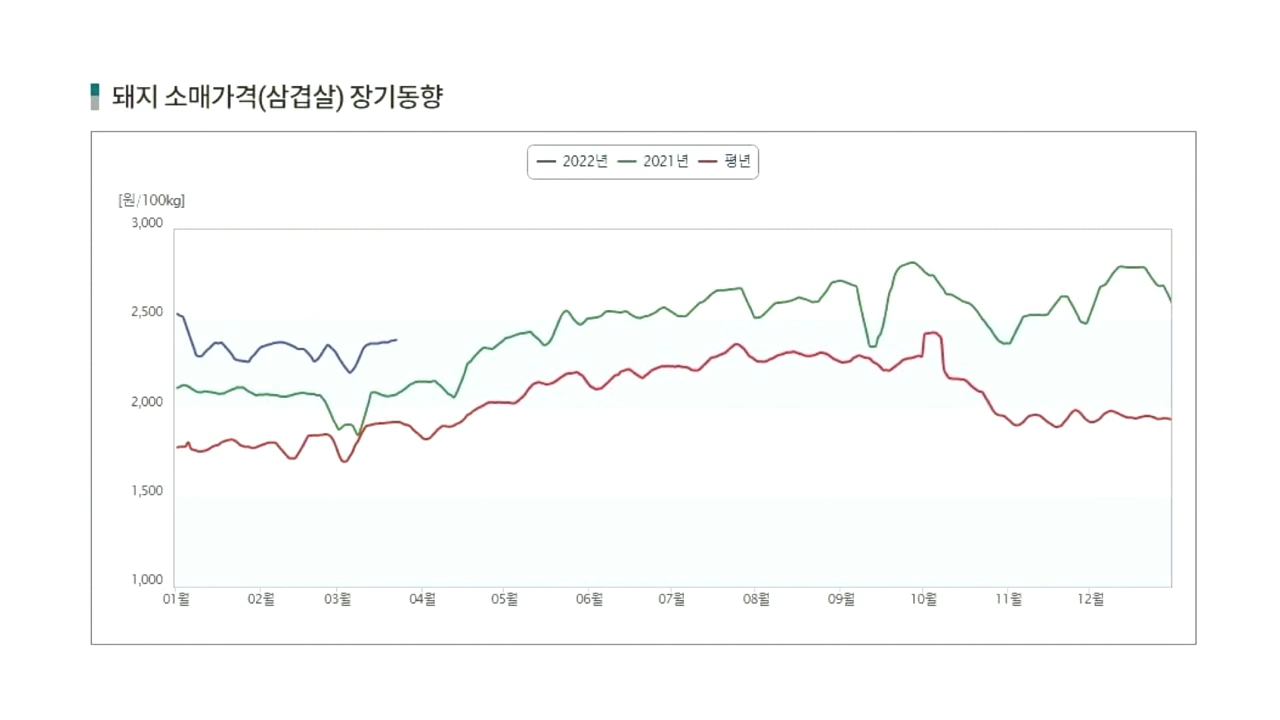 돼지 소매가격(삼겹살) 장기동향
2022년 2021년 평년
[원/100kg]
3,000
2,500
2,000
1,500
1,000
01월 02월 03월 04월 05월 06월 07월 08월 09월 10월 11월 12월